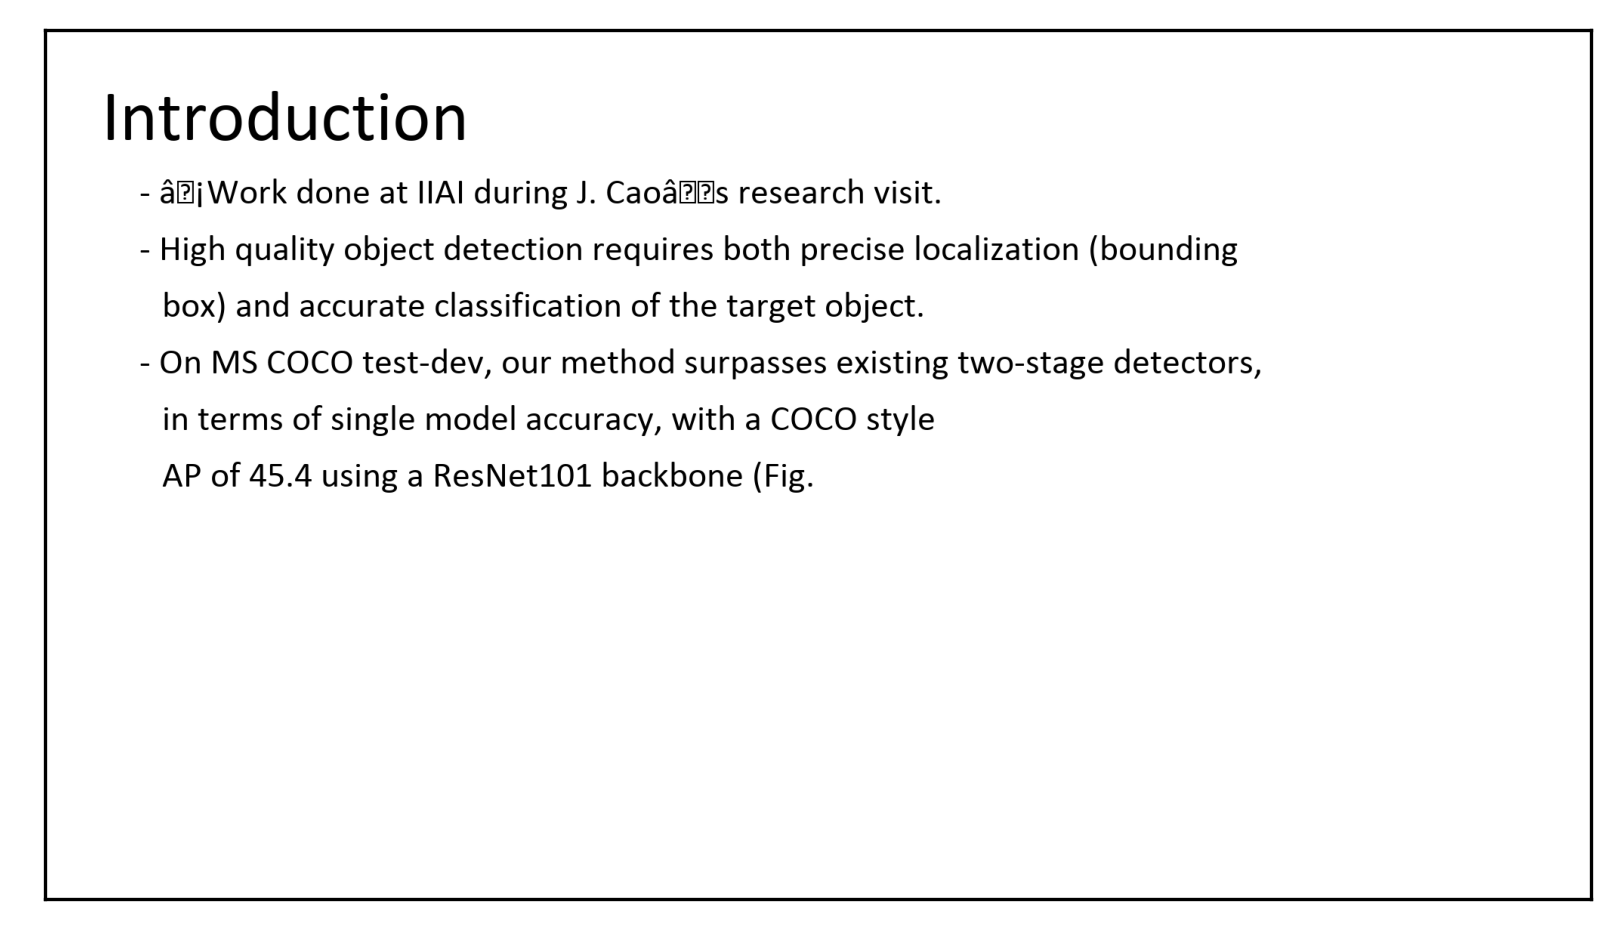 Introduction
- â�¡Work done at IIAI during J. Caoâ��s research visit.
- High quality object detection requires both precise localization (bounding
box) and accurate classification of the target object.
- On MS COCO test-dev, our method surpasses existing two-stage detectors,
in terms of single model accuracy, with a COCO style
AP of 45.4 using a ResNet101 backbone (Fig.